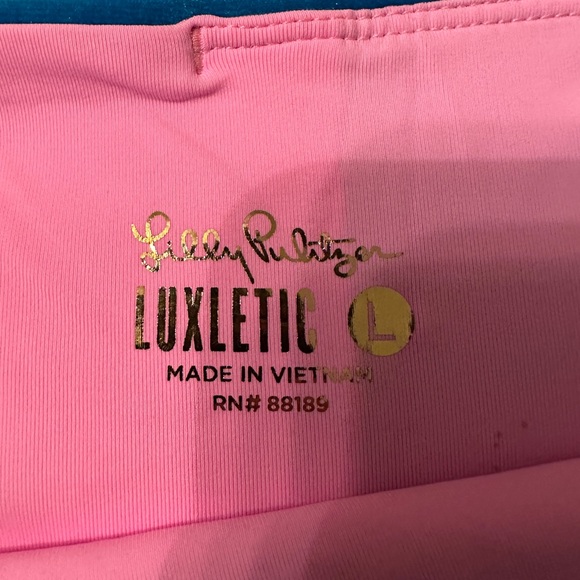 Lilly Pulitzer
LUXLETIC L
MADE IN VIETNAM
RN# 88189